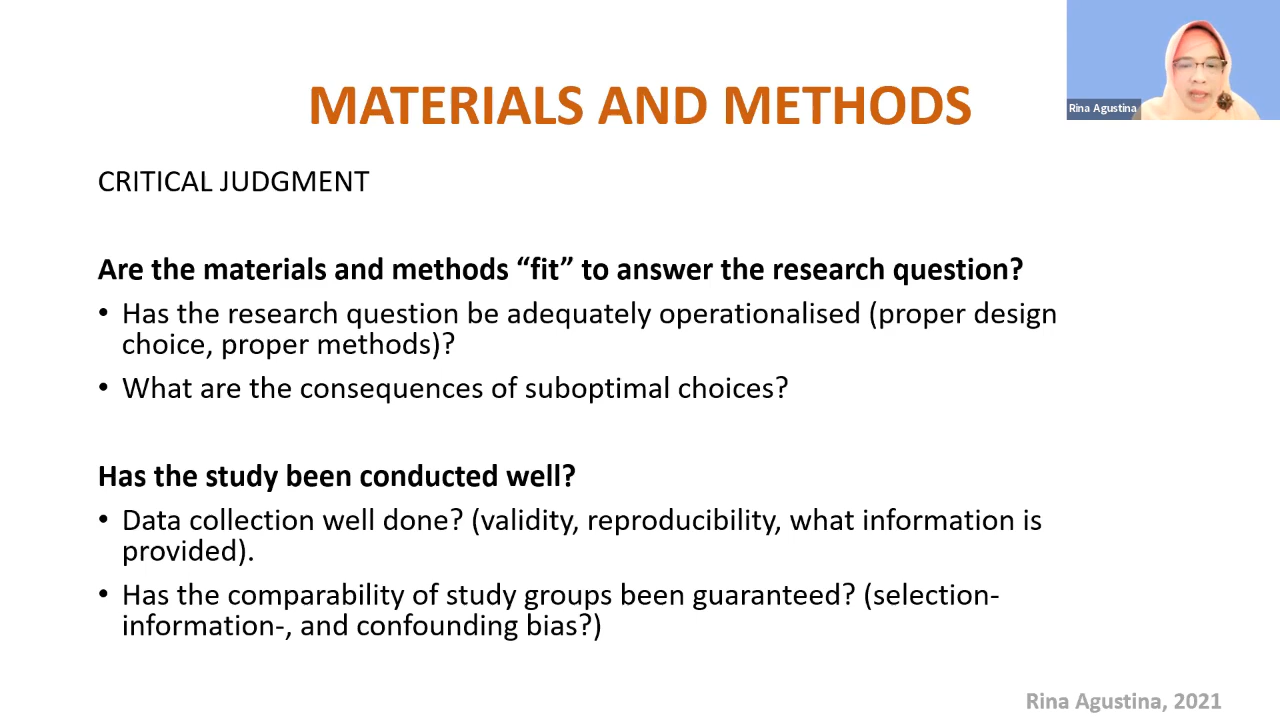 Rina Agustina
MATERIALS AND METHODS
CRITICAL JUDGMENT
Are the materials and methods “fit” to answer the research question?
• Has the research question be adequately operationalised (proper design
choice, proper methods)?
• What are the consequences of suboptimal choices?
Has the study been conducted well?
• Data collection well done? (validity, reproducibility, what information is
provided).
• Has the comparability of study groups been guaranteed? (selection-
information-, and confounding bias?)
Rina Agustina, 2021